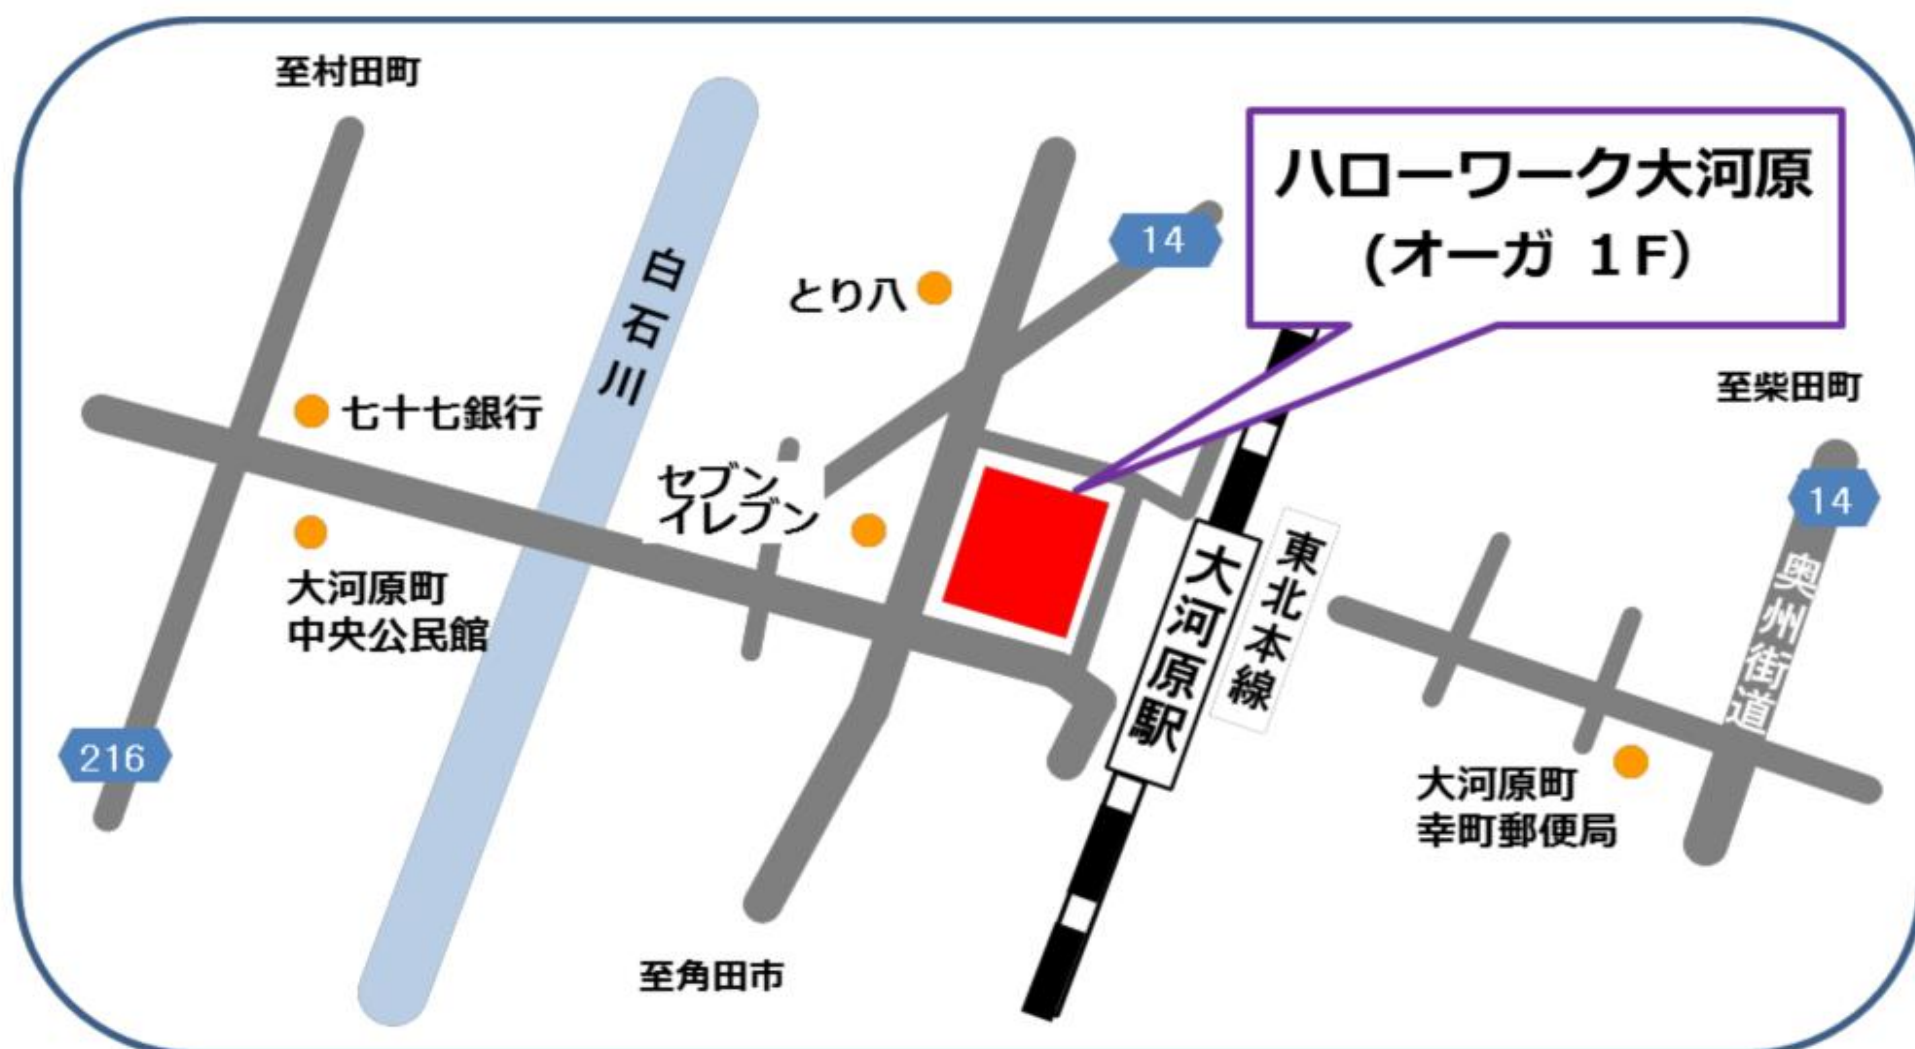 至村田町
ハローワーク大河原
(オーガ １F）
14
白石川
とり八
至柴田町
七十七銀行
セブン
イレブン
14
大河原町
中央公民館
大河原駅
東北本線
奥州街道
216
大河原町
幸町郵便局
至角田市